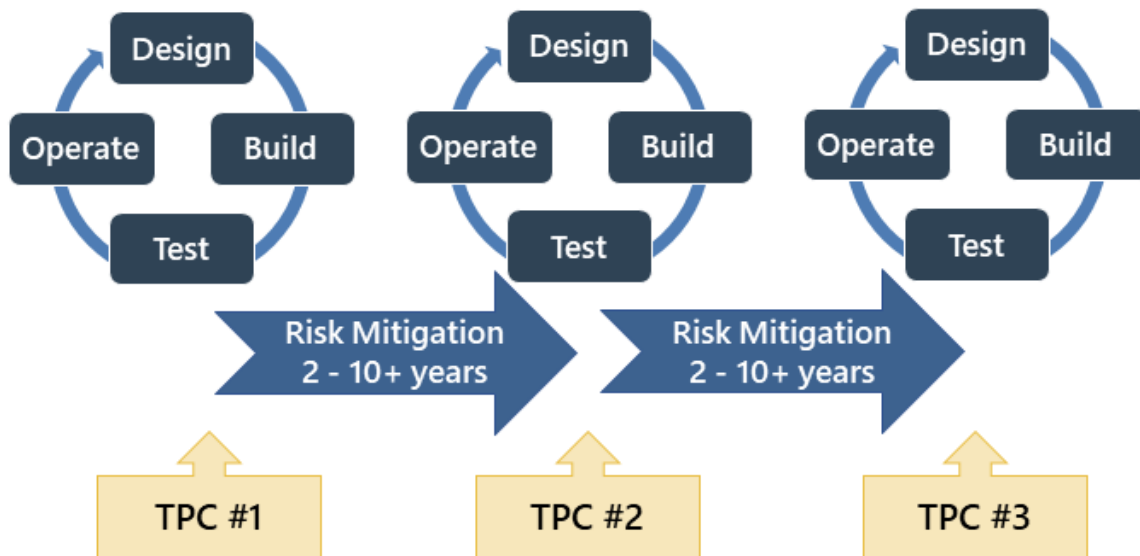 Design
Operate
Build
Test
Design
Operate
Build
Test
Design
Operate
Build
Test
Risk Mitigation
2 - 10+ years
Risk Mitigation
2 - 10+ years
TPC #1
TPC #2
TPC #3